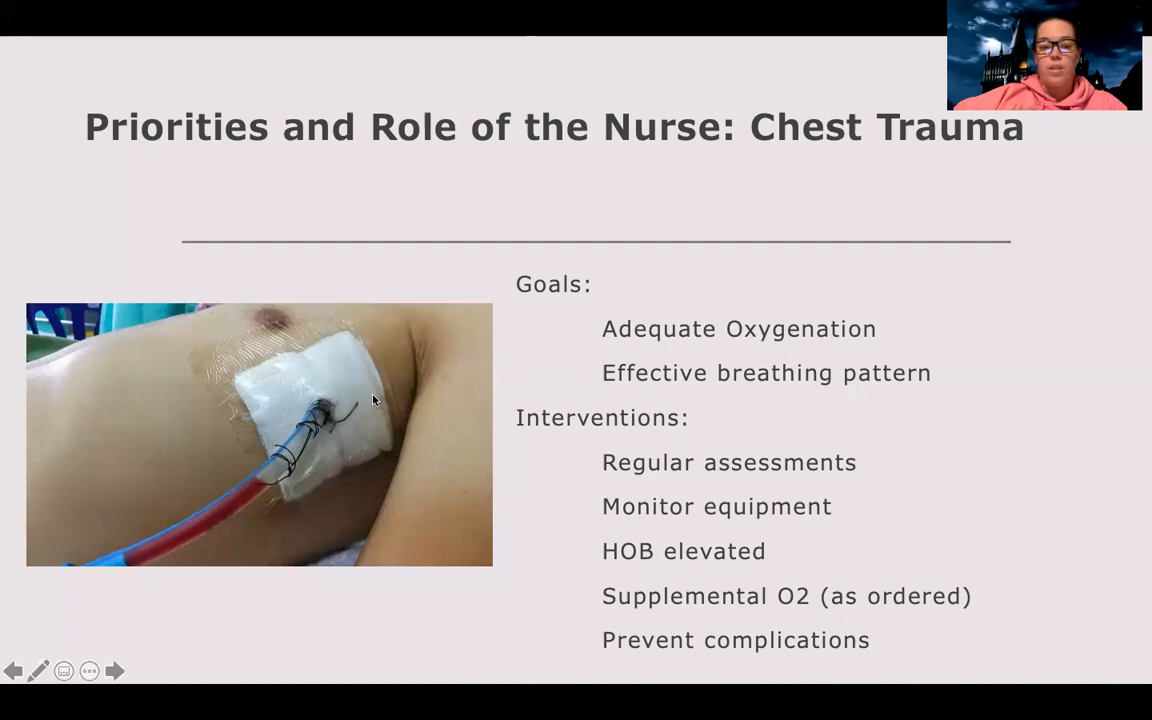 Priorities and Role of the Nurse: Chest Trauma
Goals:
Adequate Oxygenation
Effective breathing pattern
Interventions:
Regular assessments
Monitor equipment
HOB elevated
Supplemental O2 (as ordered)
Prevent complications